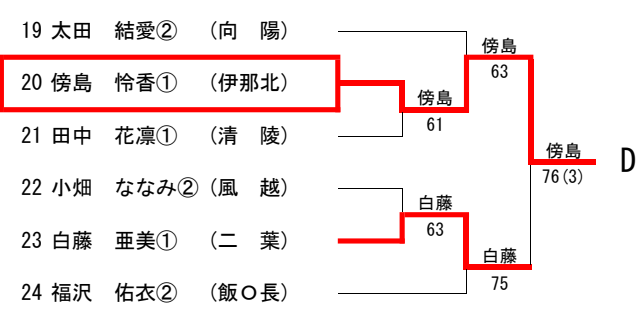 19 太田 結愛② (向 陽)
傍島
63
20 傍島 怜香① (伊那北)
傍島
61
21 田中 花凛① (清 陵)
傍島
76(3)
D
22 小畑 ななみ② (風 越)
白藤
63
23 白藤 亜美① (二 葉)
白藤
75
24 福沢 佑衣② (飯O長)